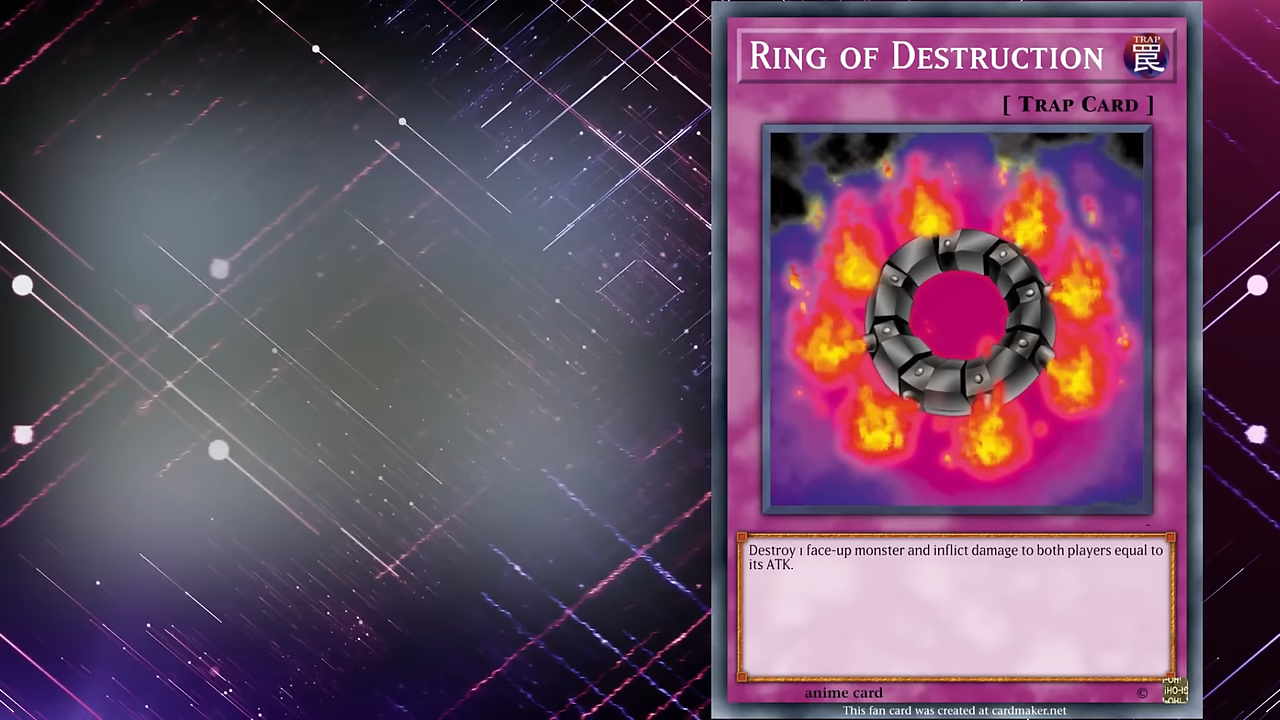 Ring of Destruction
TRAP
罠
[ Trap Card ]
-
Destroy 1 face-up monster and inflict damage to both players equal to
its ATK.
anime card
©
This fan card was created at cardmaker.net